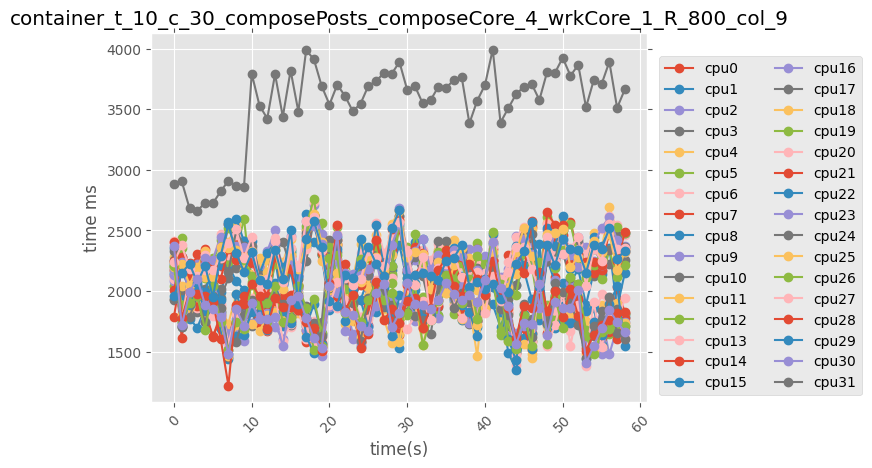 container_t_10_c_30_composePosts_composeCore_4_wrkCore_1_R_800_col_9
time ms
4000
3500
3000
2500
2000
1500
0
10
20
30
40
50
60
time(s)
cpu0
cpu1
cpu2
cpu3
cpu4
cpu5
cpu6
cpu7
cpu8
cpu9
cpu10
cpu11
cpu12
cpu13
cpu14
cpu15
cpu16
cpu17
cpu18
cpu19
cpu20
cpu21
cpu22
cpu23
cpu24
cpu25
cpu26
cpu27
cpu28
cpu29
cpu30
cpu31